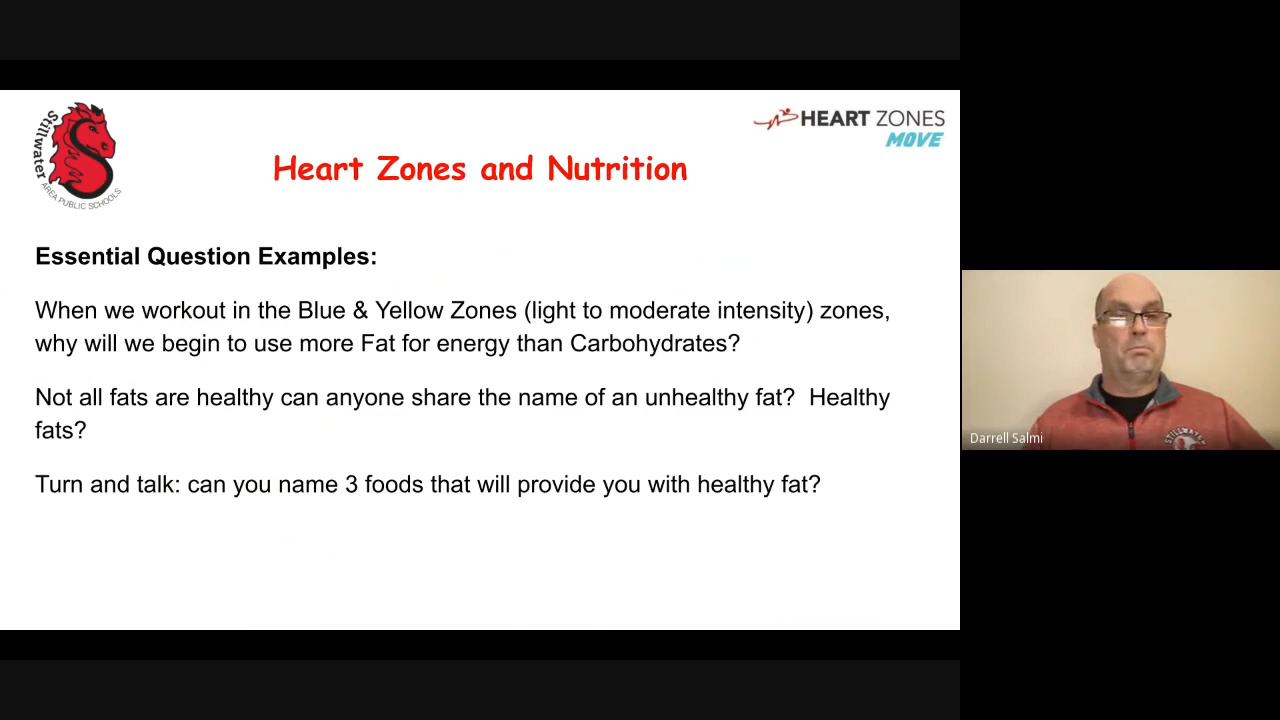 Stillwater
AREA PUBLIC SCHOOLS
HEART ZONES
MOVE
Heart Zones and Nutrition
Essential Question Examples:
When we workout in the Blue & Yellow Zones (light to moderate intensity) zones,
why will we begin to use more Fat for energy than Carbohydrates?
Not all fats are healthy can anyone share the name of an unhealthy fat?  Healthy
fats?
Turn and talk: can you name 3 foods that will provide you with healthy fat?
Darrell Salmi
STILLWATER